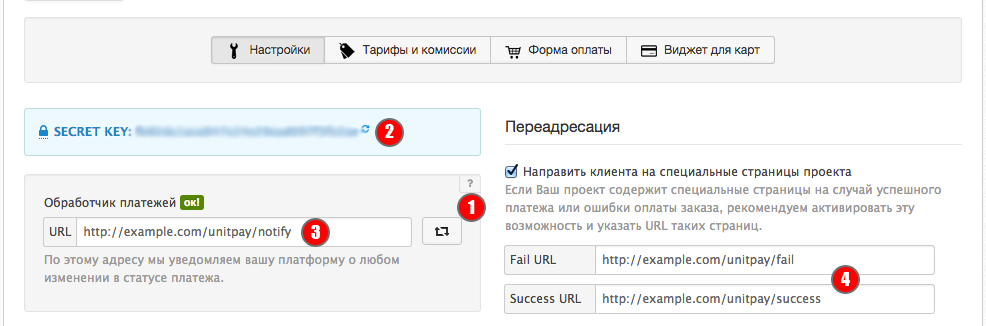 Настройки Тарифы и комиссии Форма оплаты Виджет для карт
SECRET KEY:
2
?
Обработчик платежей ок!
1
URL http://example.com/unitpay/notify 3
По этому адресу мы уведомляем вашу платформу о любом
изменении в статусе платежа.
Переадресация
Направить клиента на специальные страницы проекта
Если Ваш проект содержит специальные страницы на случай успешного
платежа или ошибки оплаты заказа, рекомендуем активировать эту
возможность и указать URL таких страниц.
Fail URL http://example.com/unitpay/fail
4
Success URL http://example.com/unitpay/success